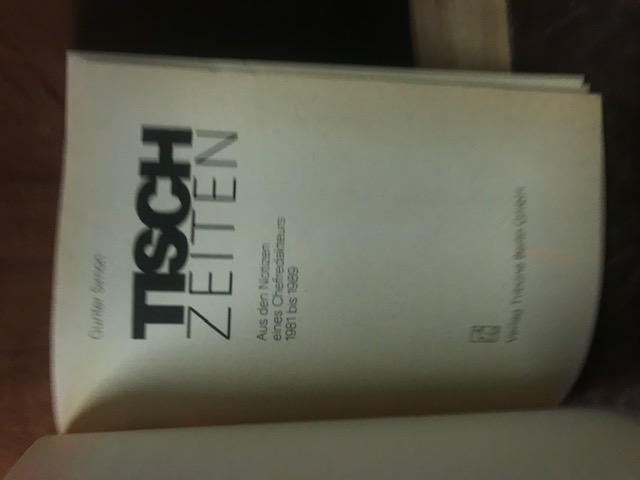 Günter Simon
TISCH
ZEITEN
Aus den Notizen
eines Chefredakteurs
1981 bis 1989
Verlag Tribüne Berlin GmbH